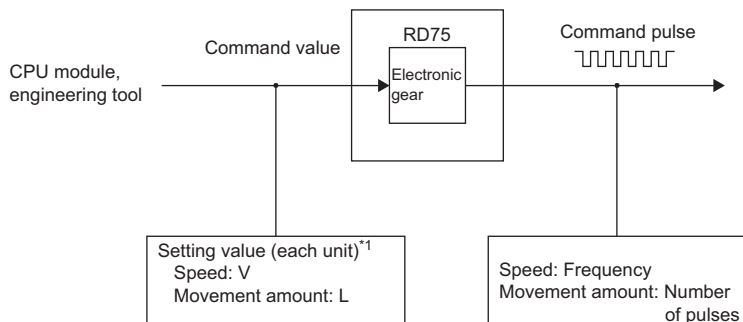 RD75
Command value
Command pulse
CPU module,
engineering tool
Electronic
gear
Setting value (each unit)*1
Speed: V
Movement amount: L
Speed: Frequency
Movement amount: Number
of pulses